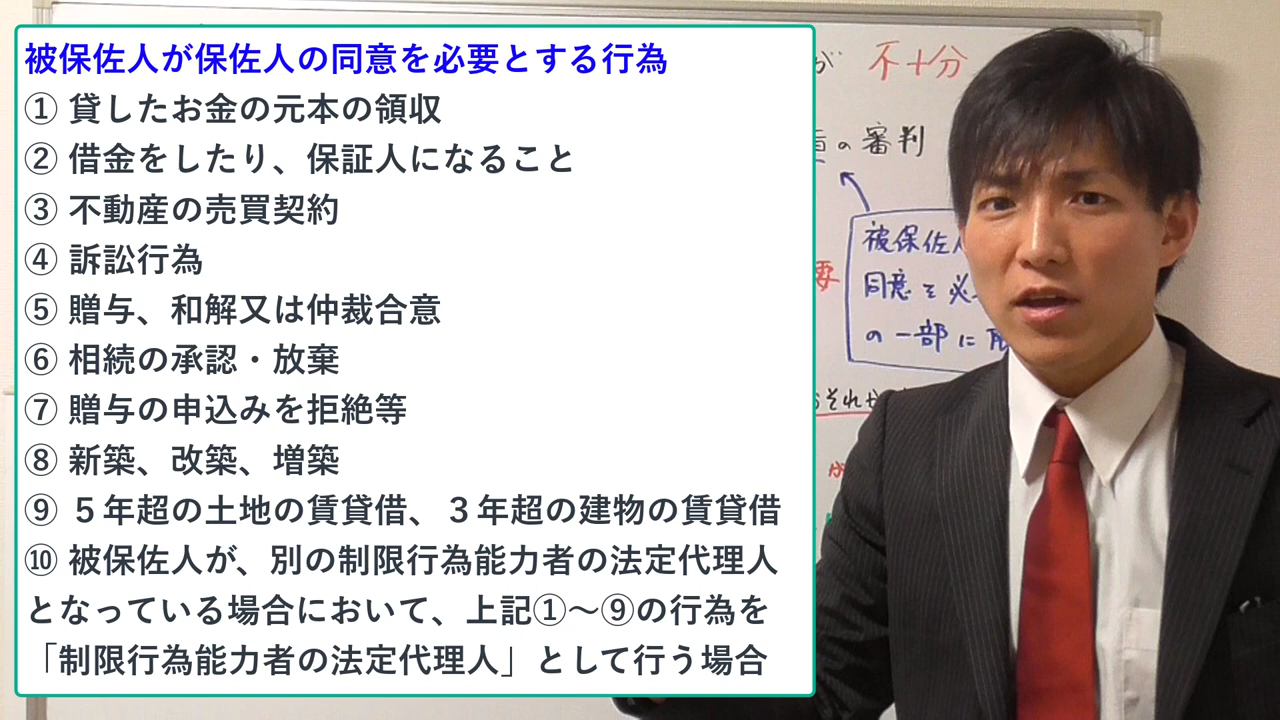 被保佐人が保佐人の同意を必要とする行為
① 貸したお金の元本の領収
② 借金をしたり、保証人になること
③ 不動産の売買契約
④ 訴訟行為
⑤ 贈与、和解又は仲裁合意
⑥ 相続の承認・放棄
⑦ 贈与の申込みを拒絶等
⑧ 新築、改築、増築
⑨ ５年超の土地の賃貸借、３年超の建物の賃貸借
⑩ 被保佐人が、別の制限行為能力者の法定代理人
となっている場合において、上記①～⑨の行為を
「制限行為能力者の法定代理人」として行う場合
が 不十分
の審判
要
被保佐人
同意を必
の一部に
おそれが
が